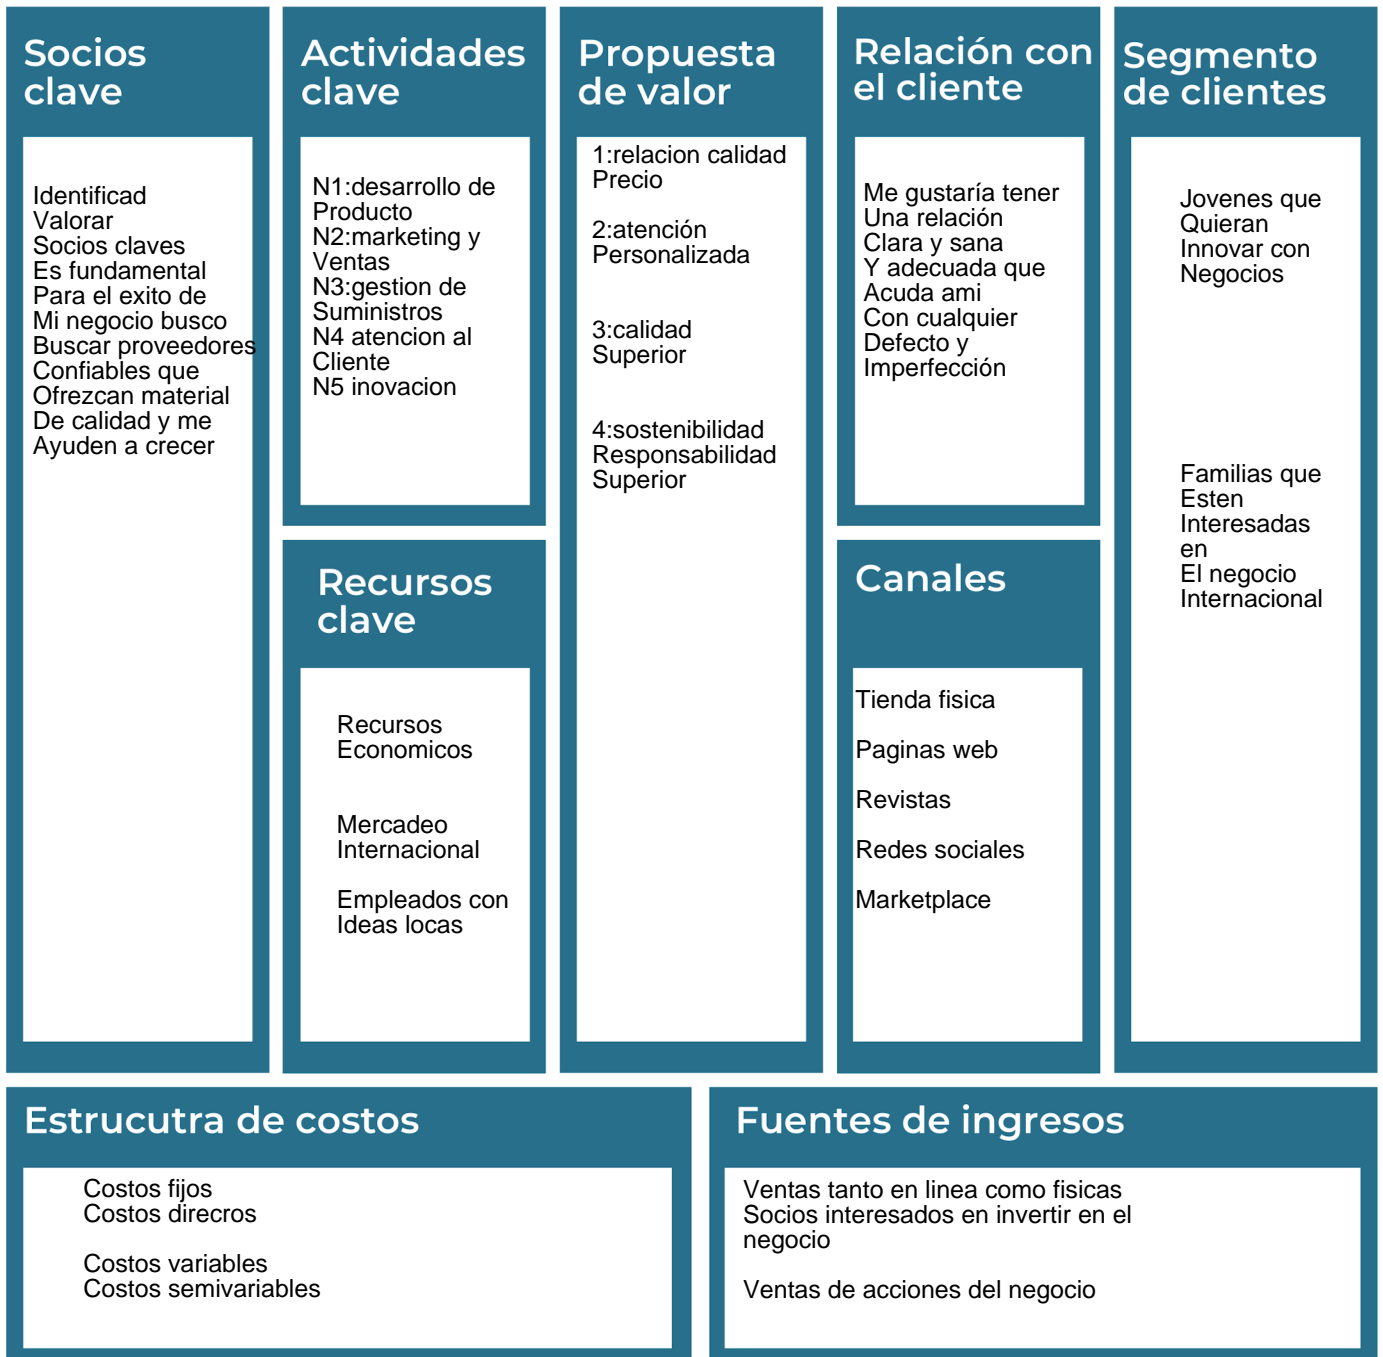 Socios
clave
Identificad
Valorar
Socios claves
Es fundamental
Para el exito de
Mi negocio busco
Buscar proveedores
Confiables que
Ofrezcan material
De calidad y me
Ayuden a crecer
Actividades
clave
N1:desarrollo de
Producto
N2:marketing y
Ventas
N3:gestion de
Suministros
N4 atencion al
Cliente
N5 inovacion
Recursos
clave
Recursos
Economicos
Mercadeo
Internacional
Empleados con
Ideas locas
Propuesta
de valor
1:relacion calidad
Precio
2:atención
Personalizada
3:calidad
Superior
4:sostenibilidad
Responsabilidad
Superior
Relación con
el cliente
Me gustaría tener
Una relación
Clara y sana
Y adecuada que
Acuda ami
Con cualquier
Defecto y
Imperfección
Canales
Tienda fisica
Paginas web
Revistas
Redes sociales
Marketplace
Segmento
de clientes
Jovenes que
Quieran
Innovar con
Negocios
Familias que
Esten
Interesadas
en
El negocio
Internacional
Estrucutra de costos
Costos fijos
Costos direcros
Costos variables
Costos semivariables
Fuentes de ingresos
Ventas tanto en linea como fisicas
Socios interesados en invertir en el
negocio
Ventas de acciones del negocio